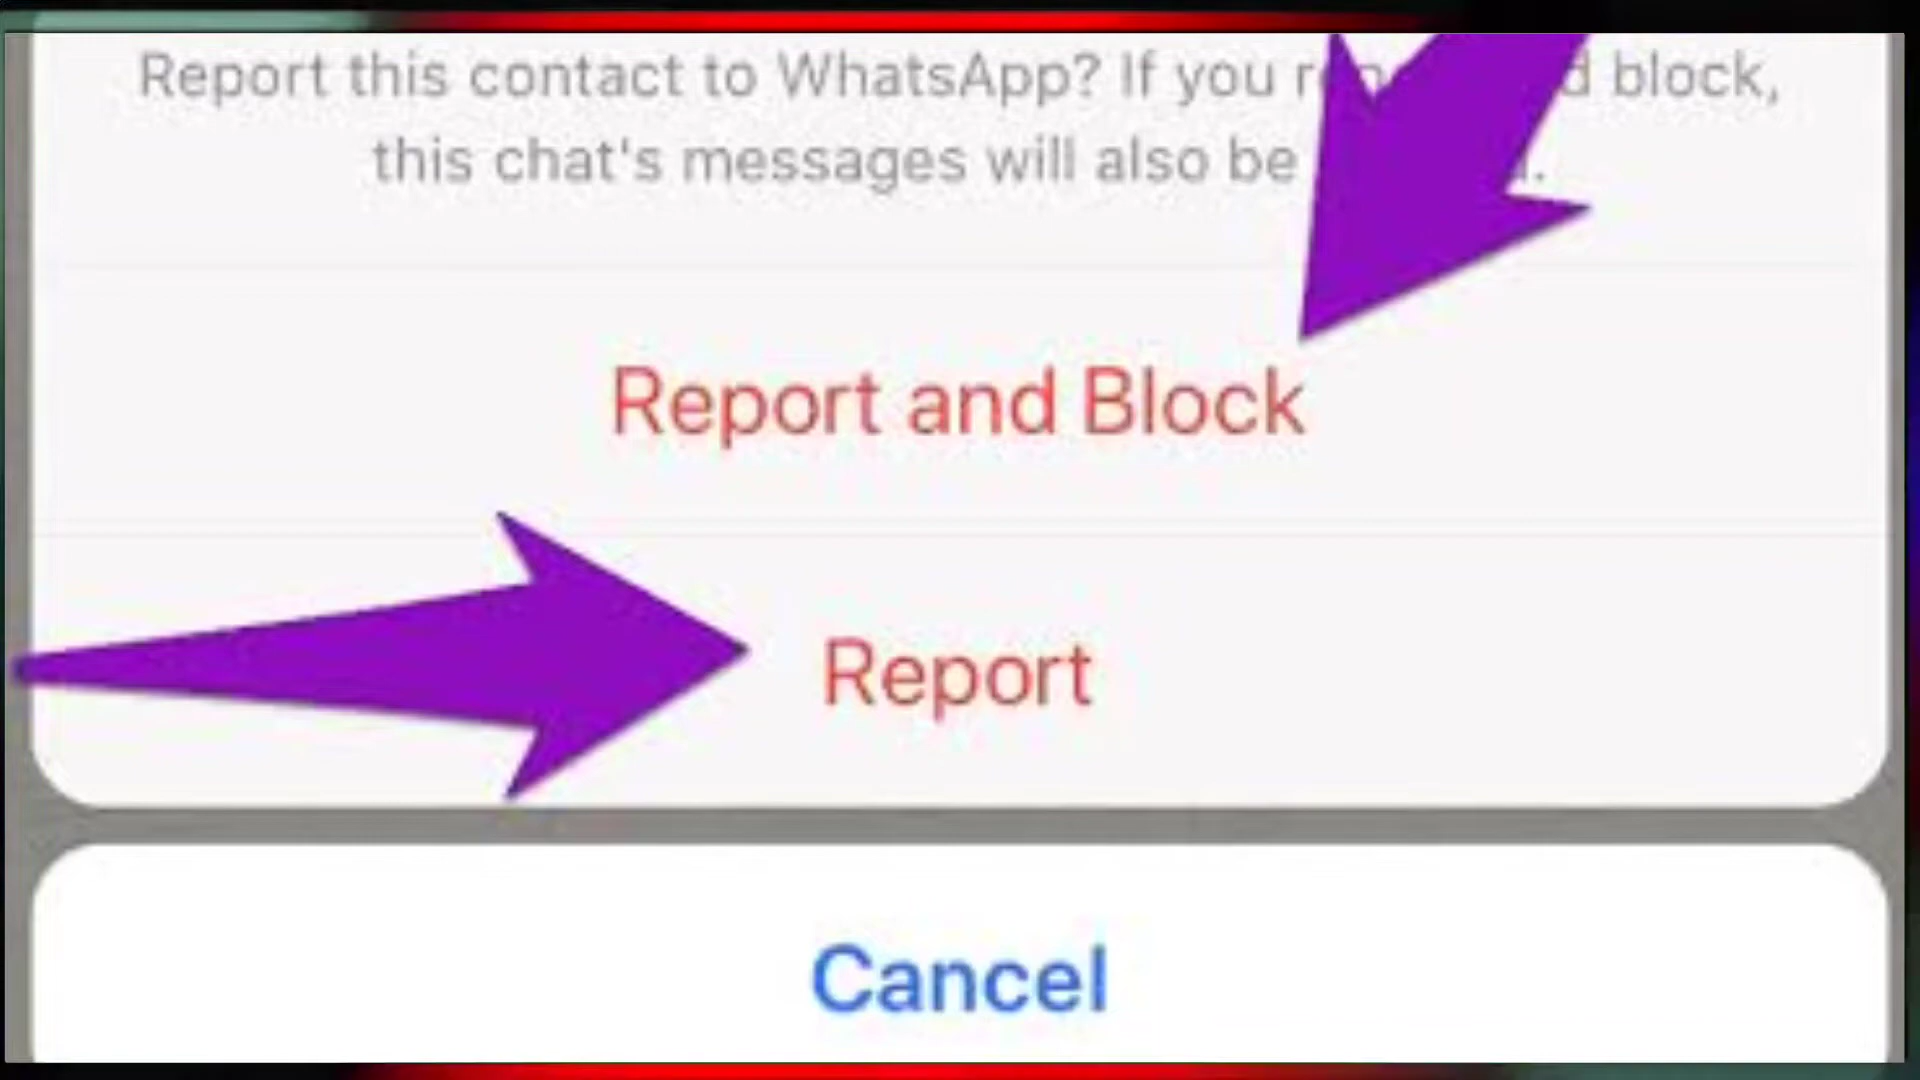 Report this contact to WhatsApp? If you block,
this chat's messages will also be
Report and Block
Report
Cancel